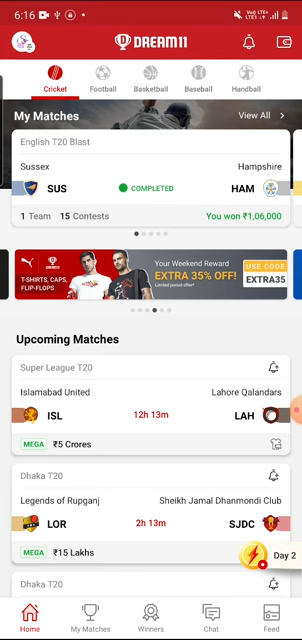 6:16
Vo) LTE+
LTE1
DREAM11
Cricket Football Basketball Baseball Handball
My Matches View All
English T20 Blast
Sussex Hampshire
SUS COMPLETED HAM
1 Team 15 Contests You won ₹1,06,000
DREAM11
T-SHIRTS, CAPS,
FLIP-FLOPS
Your Weekend Reward
EXTRA 35% OFF!
Limited period offer*
USE CODE
EXTRA35
Upcoming Matches
Super League T20
Islamabad United Lahore Qalandars
ISL 12h 13m LAH
MEGA ₹5 Crores
Dhaka T20
Legends of Rupganj Sheikh Jamal Dhanmondi Club
LOR 2h 13m SJDC
MEGA ₹15 Lakhs
Day 2
Dhaka T20
Home My Matches Winners Chat Feed